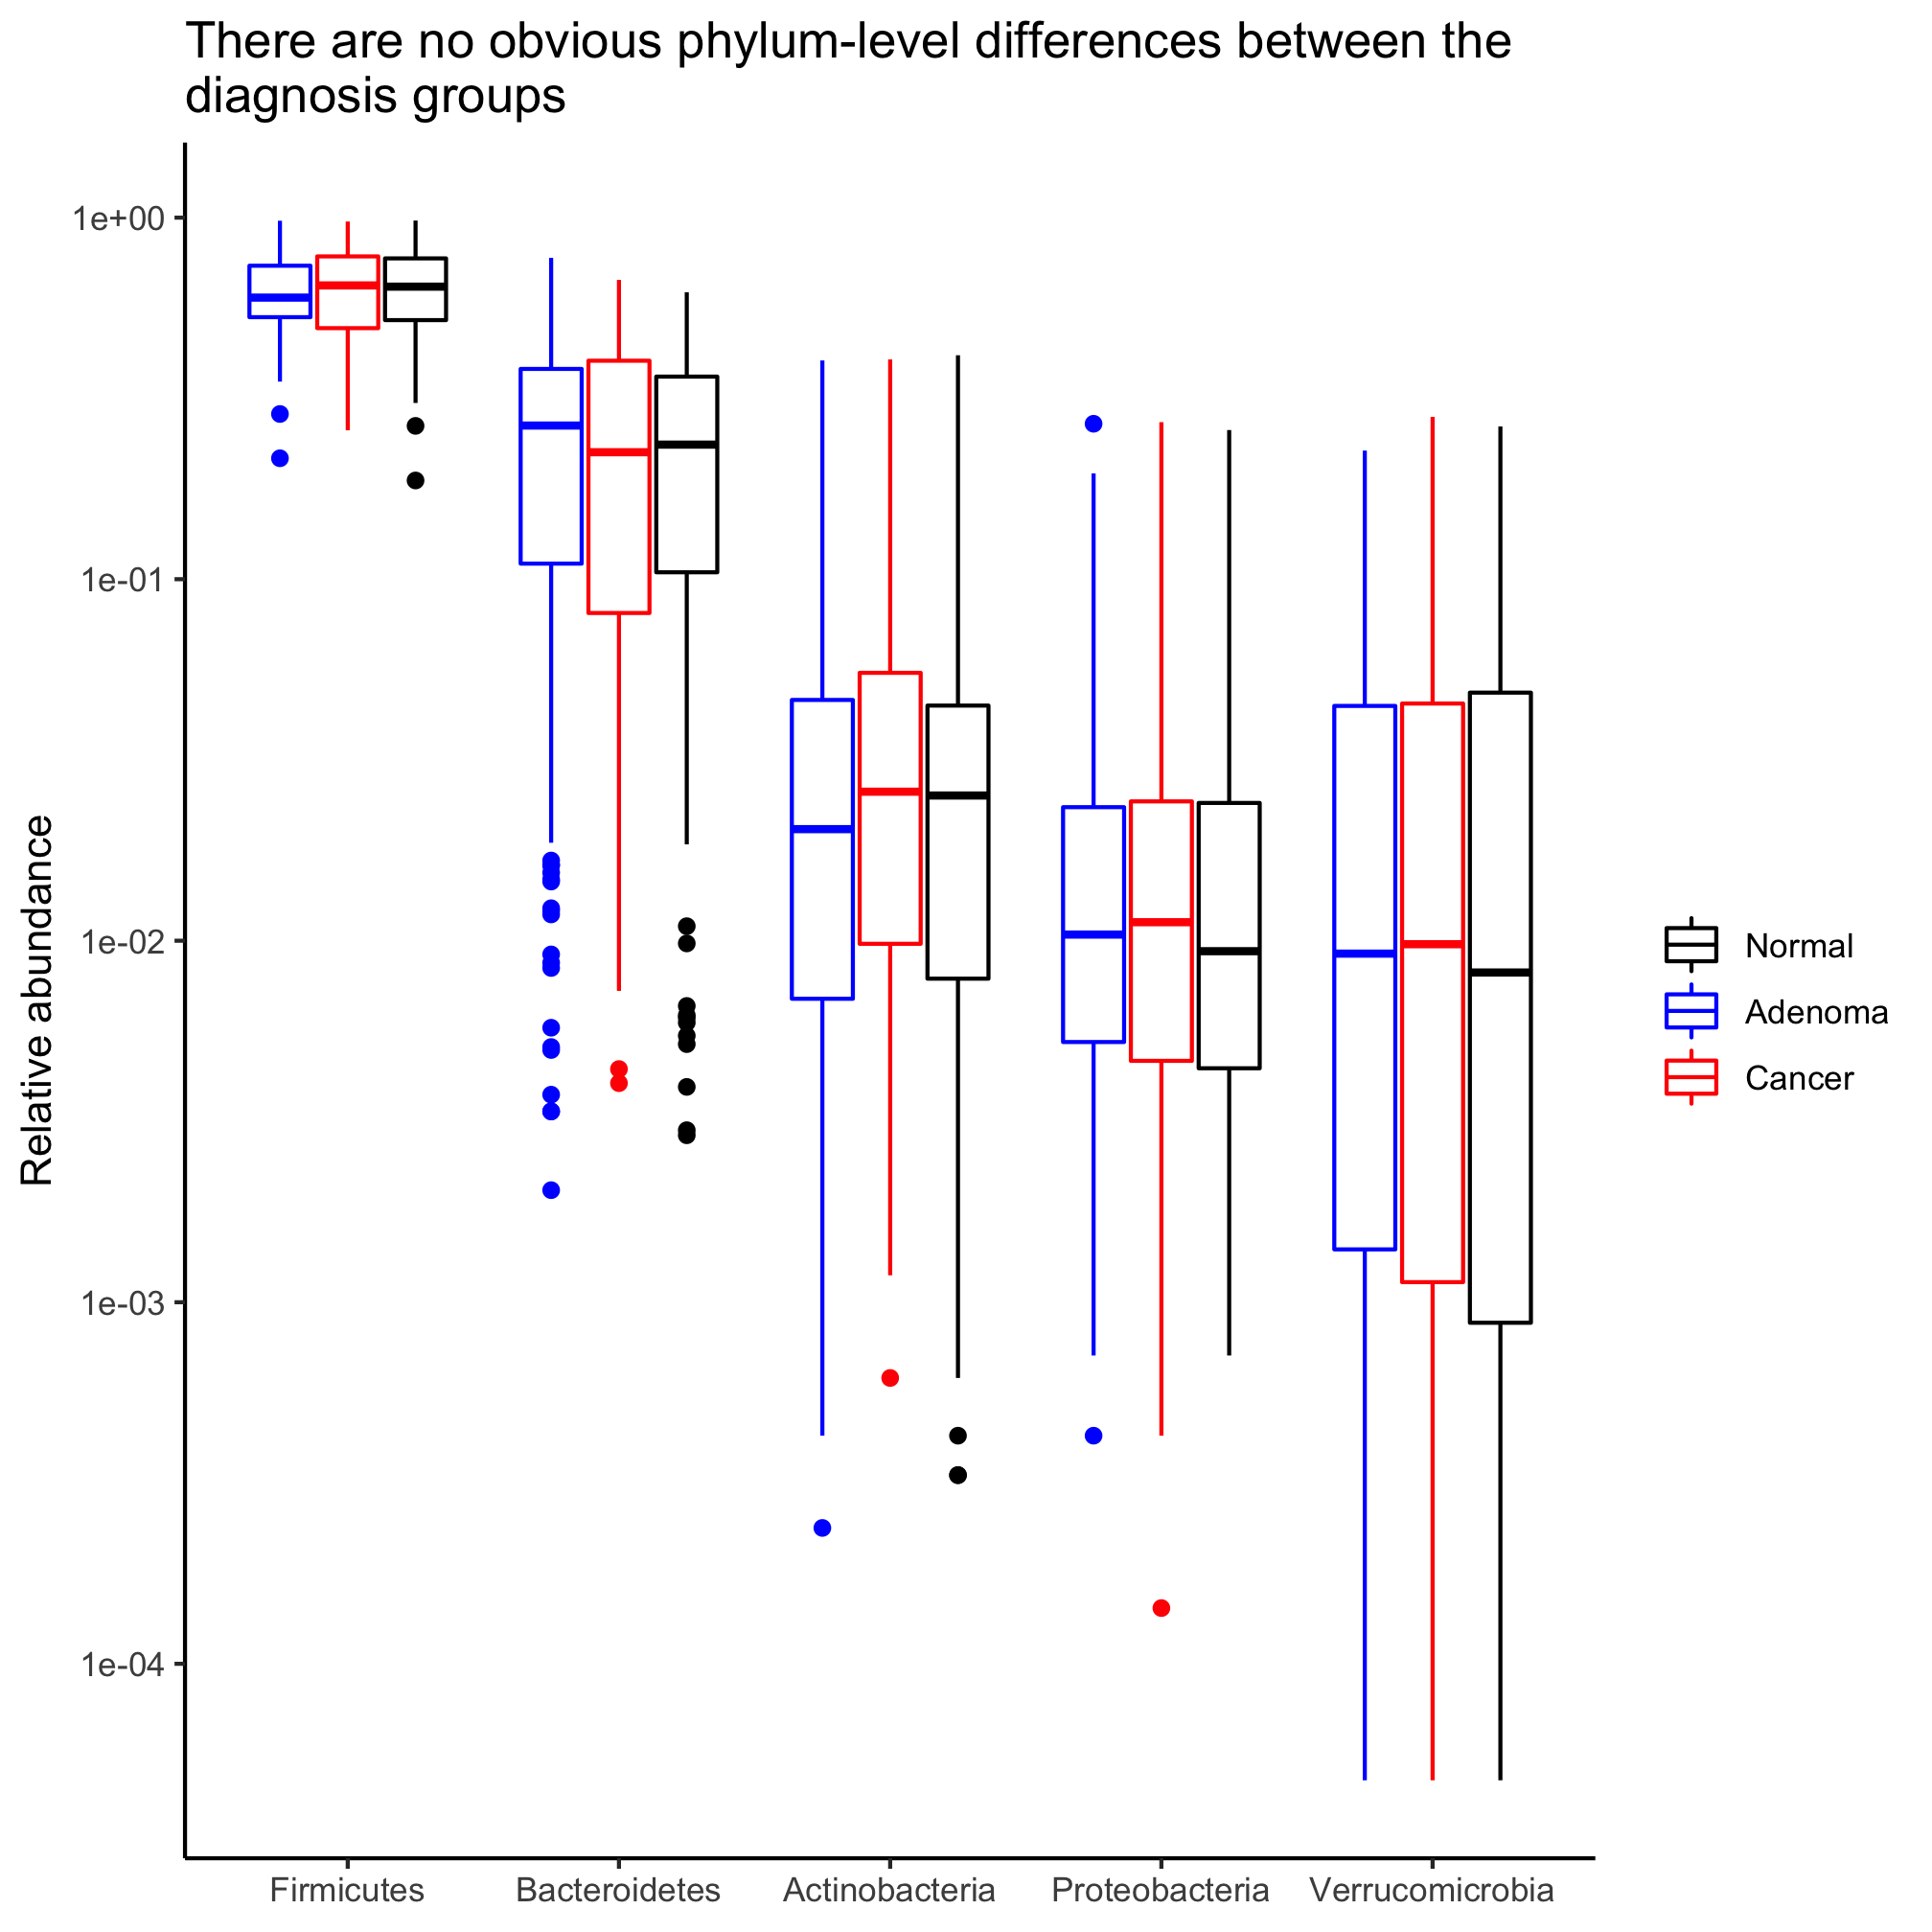 There are no obvious phylum-level differences between the
diagnosis groups
Relative abundance
1e+00
1e-01
1e-02
1e-03
1e-04
Firmicutes
Bacteroidetes
Actinobacteria
Proteobacteria
Verrucomicrobia
Normal
Adenoma
Cancer